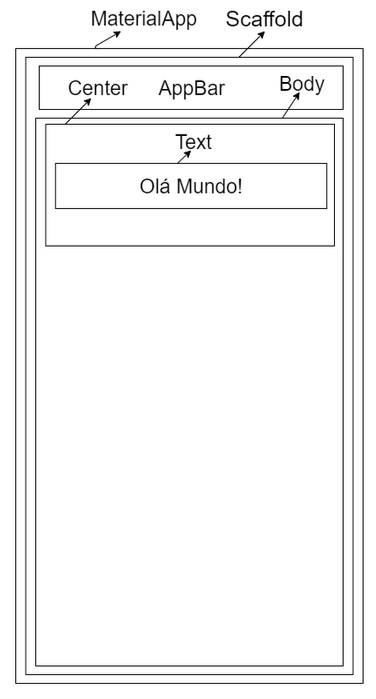 MaterialApp
Scaffold
Center
AppBar
Body
Text
Olá Mundo!